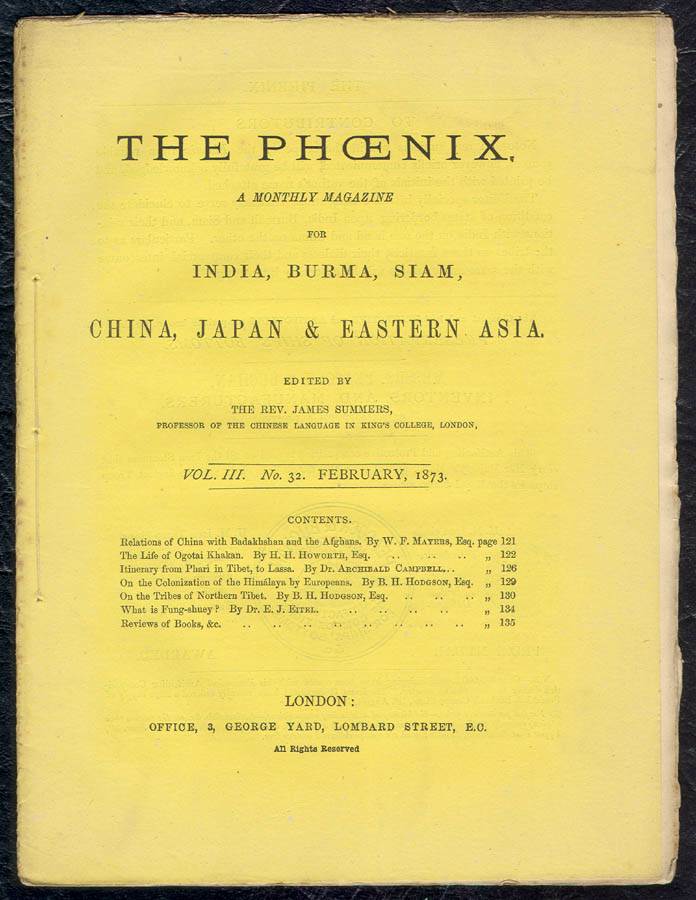 THE PHŒNIX,
A MONTHLY MAGAZINE
FOR
INDIA, BURMA, SIAM,
CHINA, JAPAN & EASTERN ASIA.
EDITED BY
THE REV. JAMES SUMMERS,
PROFESSOR OF THE CHINESE LANGUAGE IN KING'S COLLEGE, LONDON,
VOL. III. No. 32. FEBRUARY, 1873.
CONTENTS.
Relations of China with Badakhshan and the Afghans. By W. F. MAYERS, Esq. page 121
The Life of Ogotai Khakan. By H. H. HOWORTH, Esq. .. .. .. „ 122
Itinerary from Phari in Tibet, to Lassa. By Dr. ARCHIBALD CAMPBELL... „ 126
On the Colonization of the Himálaya by Europeans. By B. H. HODGSON, Esq. „ 129
On the Tribes of Northern Tibet. By B. H. HODGSON, Esq. .. .. .. „ 130
What is Fung-shuey? By Dr. E. J. EITEL. .. .. .. .. „ 134
Reviews of Books, &c. .. .. .. .. .. .. .. .. „ 135
LONDON:
OFFICE, 3, GEORGE YARD, LOMBARD STREET, E.C.
All Rights Reserved